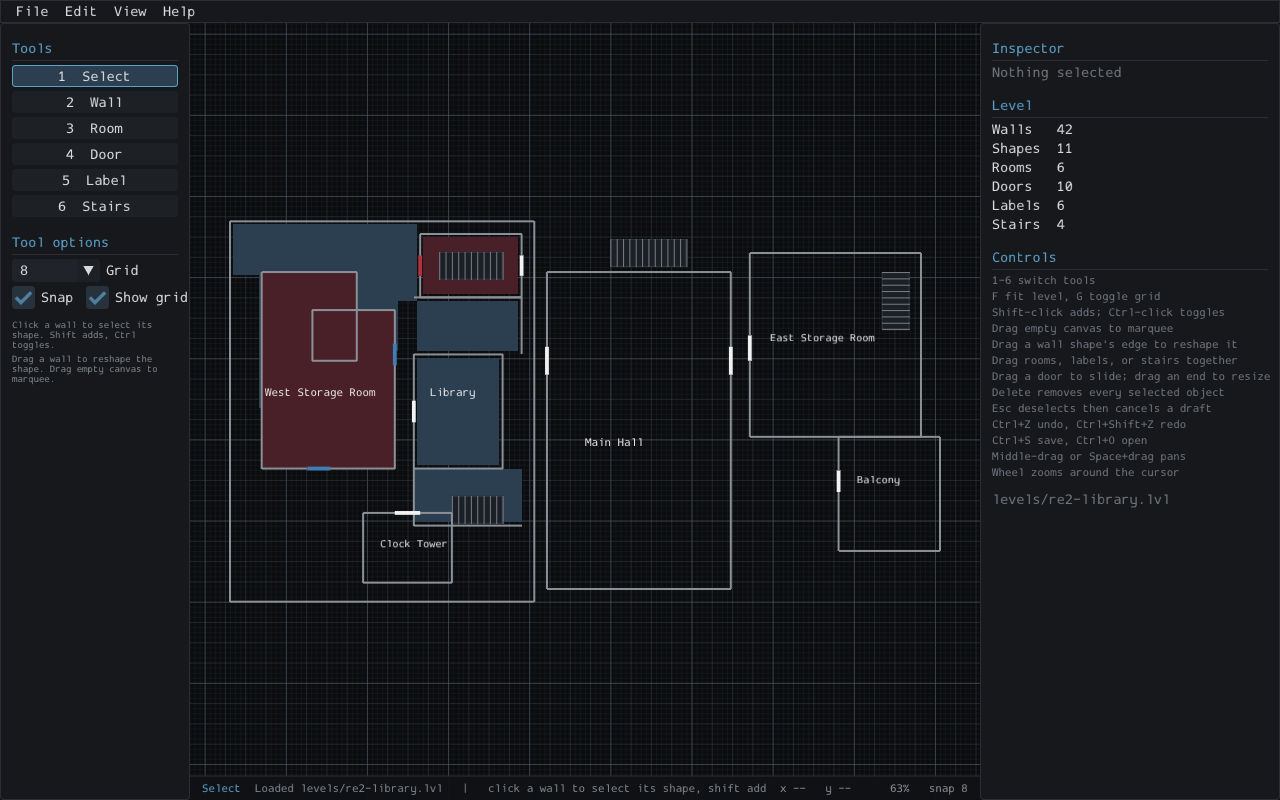 File Edit View Help
Tools
1 Select
2 Wall
3 Room
4 Door
5 Label
6 Stairs
Tool options
8 ▼ Grid
Snap Show grid
Click a wall to select its
shape. Shift adds, Ctrl
toggles.
Drag a wall to reshape the
shape. Drag empty canvas to
marquee.
West Storage Room
Library
Clock Tower
Main Hall
East Storage Room
Balcony
Inspector
Nothing selected
Level
Walls 42
Shapes 11
Rooms 6
Doors 10
Labels 6
Stairs 4
Controls
1-6 switch tools
F fit level, G toggle grid
Shift-click adds; Ctrl-click toggles
Drag empty canvas to marquee
Drag a wall shape's edge to reshape it
Drag rooms, labels, or stairs together
Drag a door to slide; drag an end to resize
Delete removes every selected object
Esc deselects then cancels a draft
Ctrl+Z undo, Ctrl+Shift+Z redo
Ctrl+S save, Ctrl+O open
Middle-drag or Space+drag pans
Wheel zooms around the cursor
levels/re2-library.lvl
Select Loaded levels/re2-library.lvl | click a wall to select its shape, shift add x -- y -- 63% snap 8